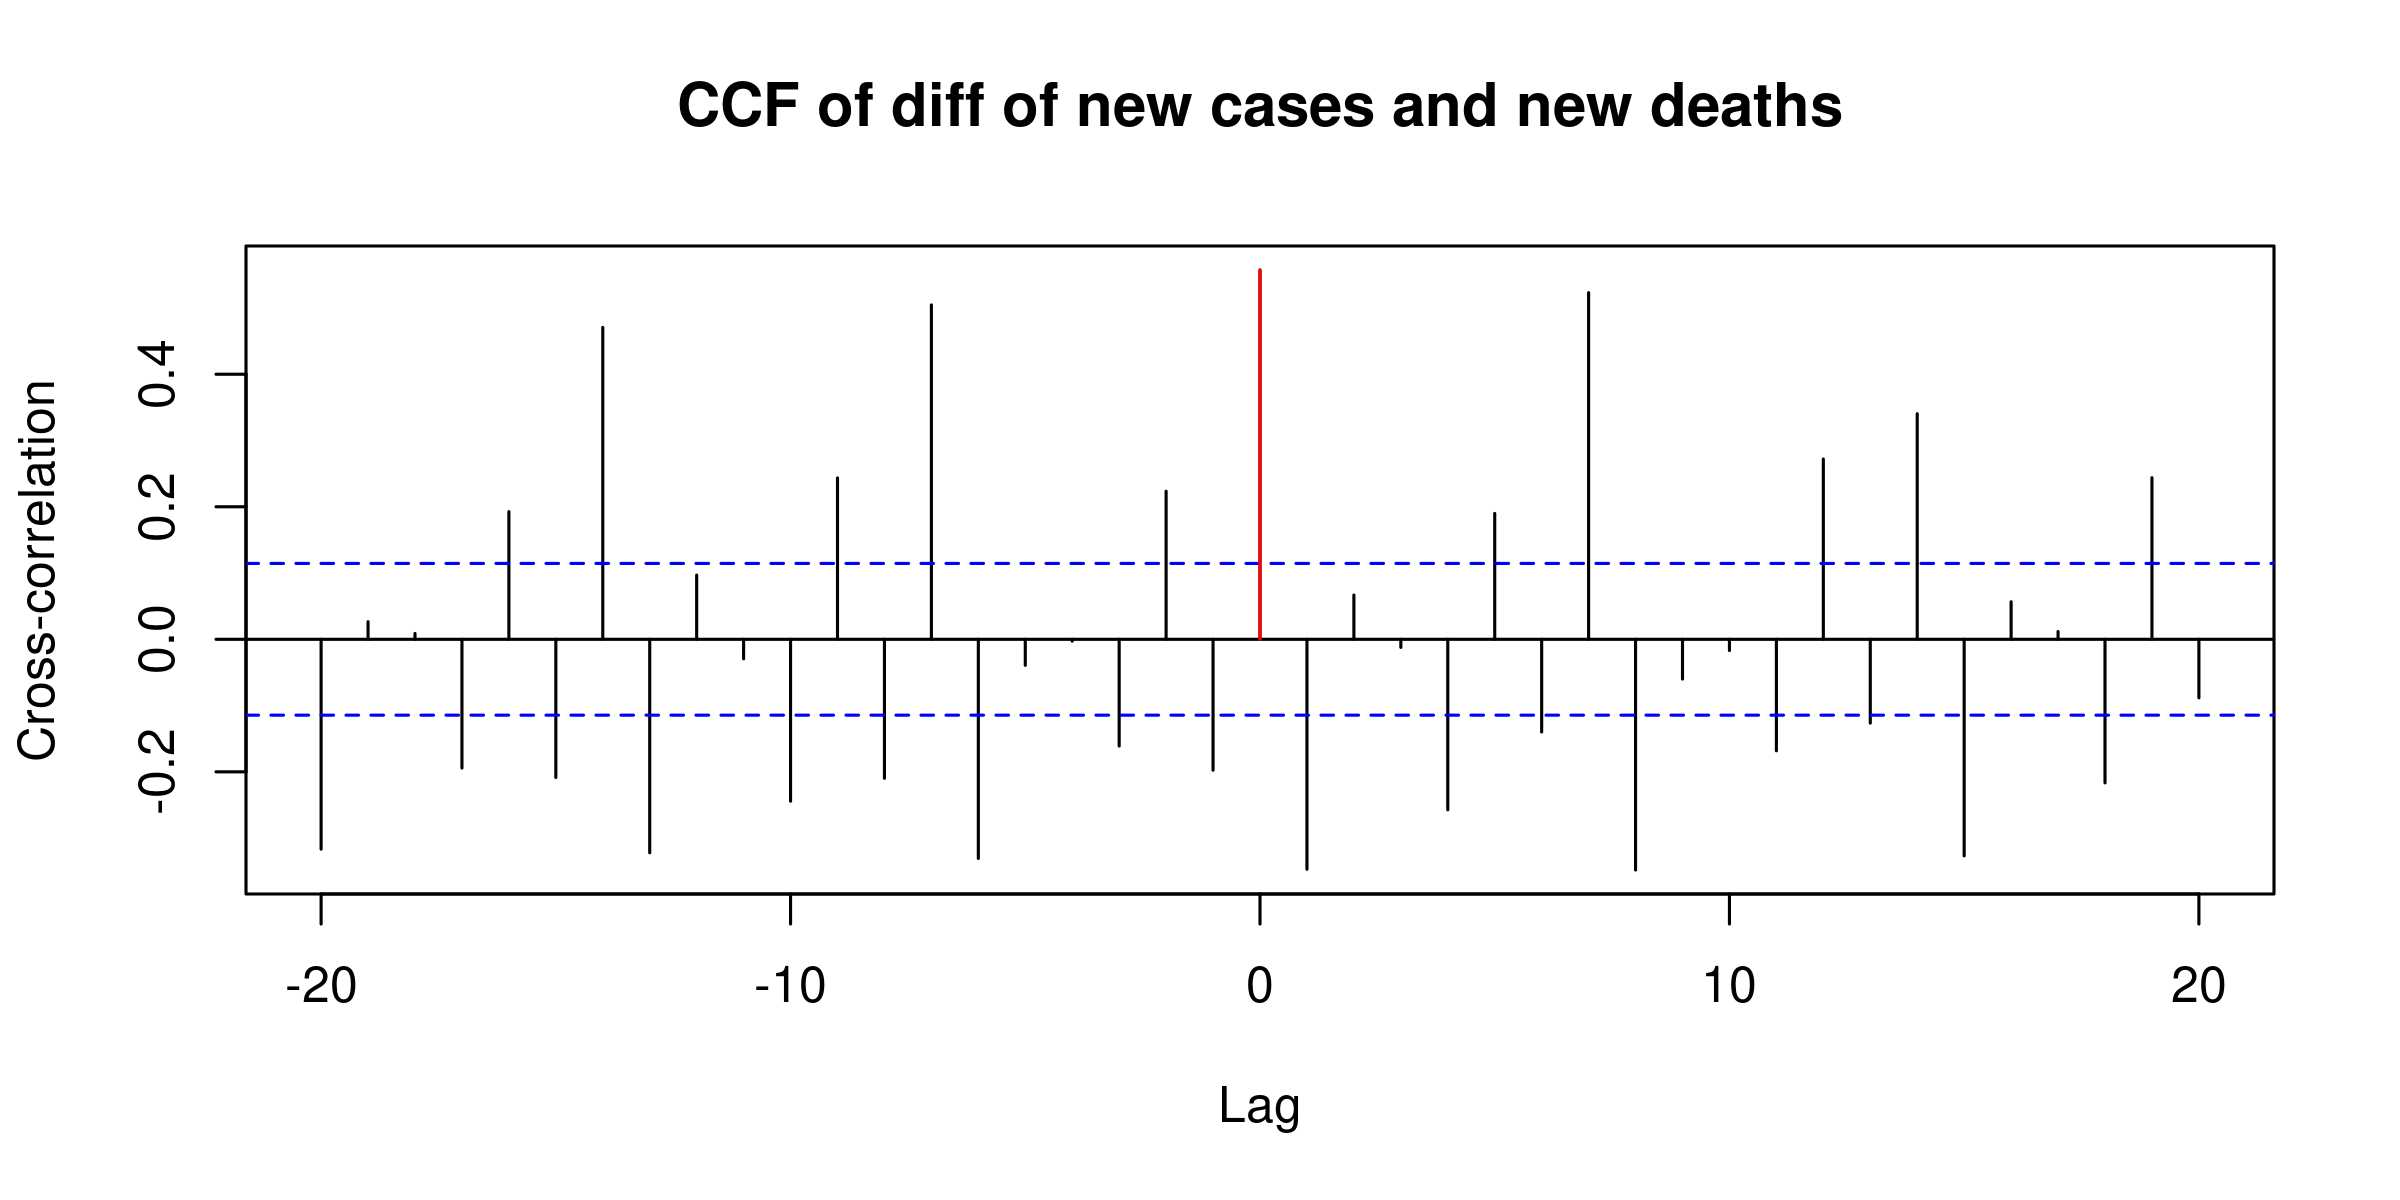 CCF of diff of new cases and new deaths
Cross-correlation
0.4
0.2
0.0
-0.2
-20 -10 0 10 20
Lag